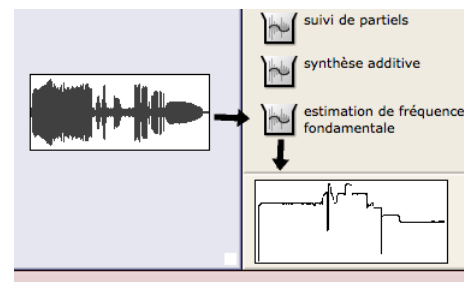 suivi de partiels
synthèse additive
estimation de fréquence
fondamentale